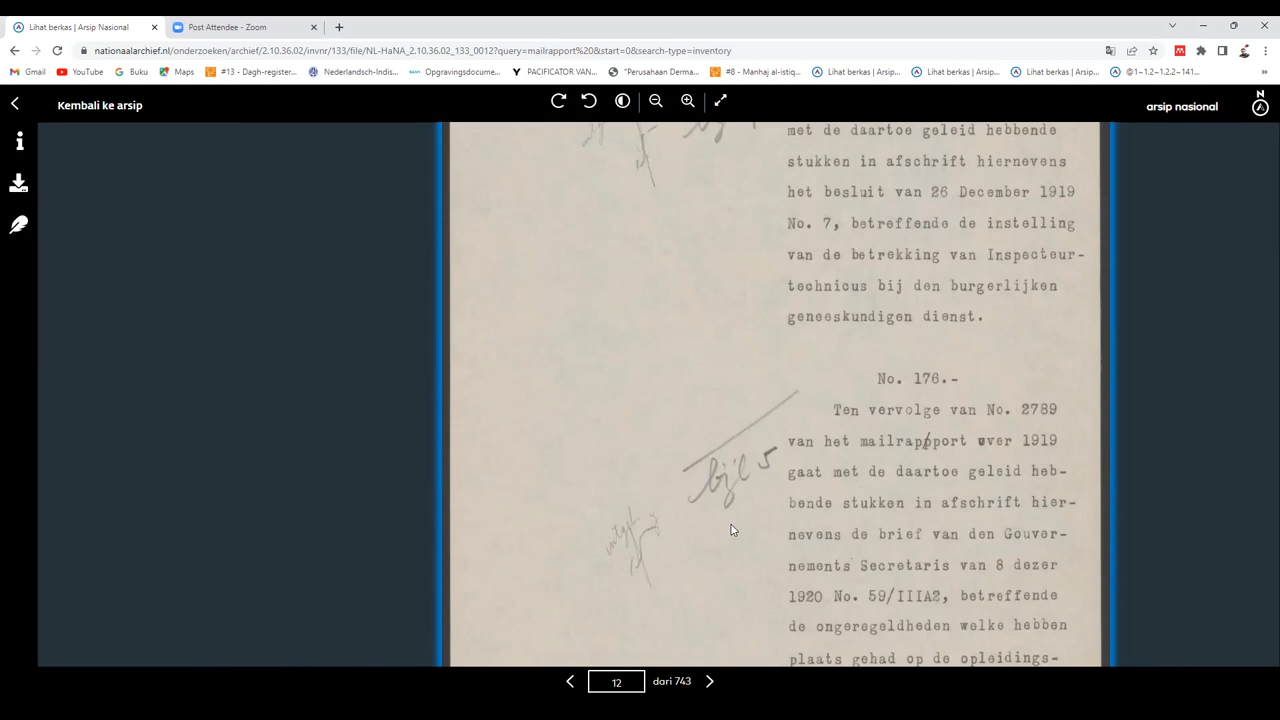 Lihat berkas | Arsip Nasional
Post Attendee - Zoom
nationaalarchief.nl/onderzoeken/archief/2.10.36.02/invnr/133/file/NL-HaNA_2.10.36.02_133_0012?query=mailrapport%20&start=0&search-type=inventory
Gmail
YouTube
Buku
Maps
#13 - Dagh-register...
Nederlandsch-Indis...
Opgravingsdocume...
PACIFICATOR VAN...
"Perusahaan Derma...
#8 - Manhaj al-istiq...
Lihat berkas | Arsip...
Lihat berkas | Arsip...
Lihat berkas | Arsip...
@1~1.2~1.2.2~141...
»
Kembali ke arsip
arsip nasional
N
met de daartoe geleid hebbende
stukken in afschrift hiernevens
het besluit van 26 December 1919
No. 7, betreffende de instelling
van de betrekking van Inspecteur-
technicus bij den burgerlijken
geneeskundigen dienst.
No. 176.-
Ten vervolge van No. 2789
van het mailrapport over 1919
gaat met de daartoe geleid heb-
bijl 5
bende stukken in afschrift hier-
nevens de brief van den Gouver-
nements Secretaris van 8 dezer
1920 No. 59/IIIA2, betreffende
de ongeregeldheden welke hebben
plaats gehad op de opleidings-
12
dari 743